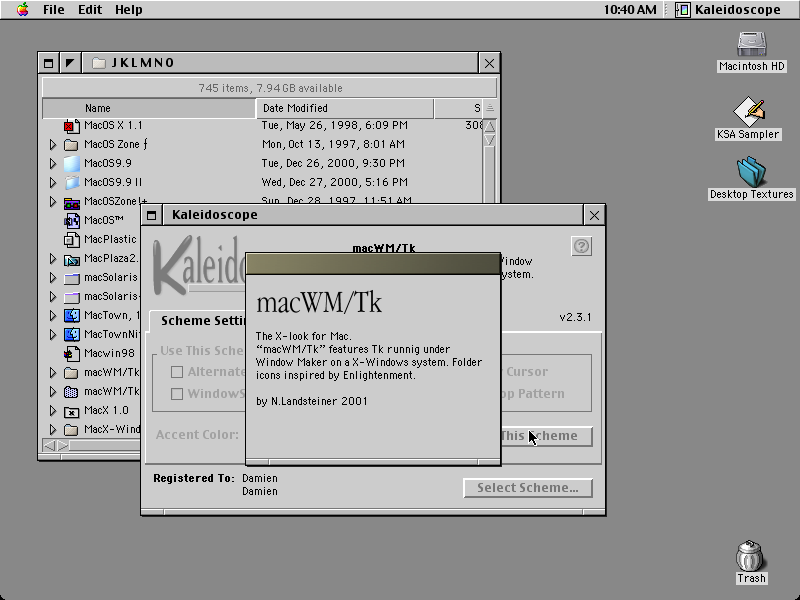 File Edit Help
10:40 AM
Kaleidoscope
JKLMNO
745 items, 7.94 GB available
Name Date Modified S
MacOS X 1.1 Tue, May 26, 1998, 6:09 PM 308
MacOS Zone ƒ Mon, Oct 13, 1997, 8:01 AM
MacOS9.9 Tue, Dec 26, 2000, 9:30 PM
MacOS9.9 II Wed, Dec 27, 2000, 5:16 PM
Sun, Dec 28, 1997, 11:51 AM
MacOS™
MacPlastic
MacPlaza2.
macSolaris
macSolaris
MacTown, 1
MacTownNi
Macwin98
macWM/Tk
macWM/Tk
MacX 1.0
MacX-Wind
Kaleidoscope
Kaleido
macWM/Tk
indow
ystem.
v2.3.1
Scheme Settin
Use This Sche
Alternate
WindowS
Cursor
op Pattern
Accent Color:
This Scheme
Registered To: Damien
Damien
Select Scheme...
macWM/Tk
The X-look for Mac.
“macWM/Tk” features Tk runnig under
Window Maker on a X-Windows system. Folder
icons inspired by Enlightenment.
by N.Landsteiner 2001
Macintosh HD
KSA Sampler
Desktop Textures
Trash